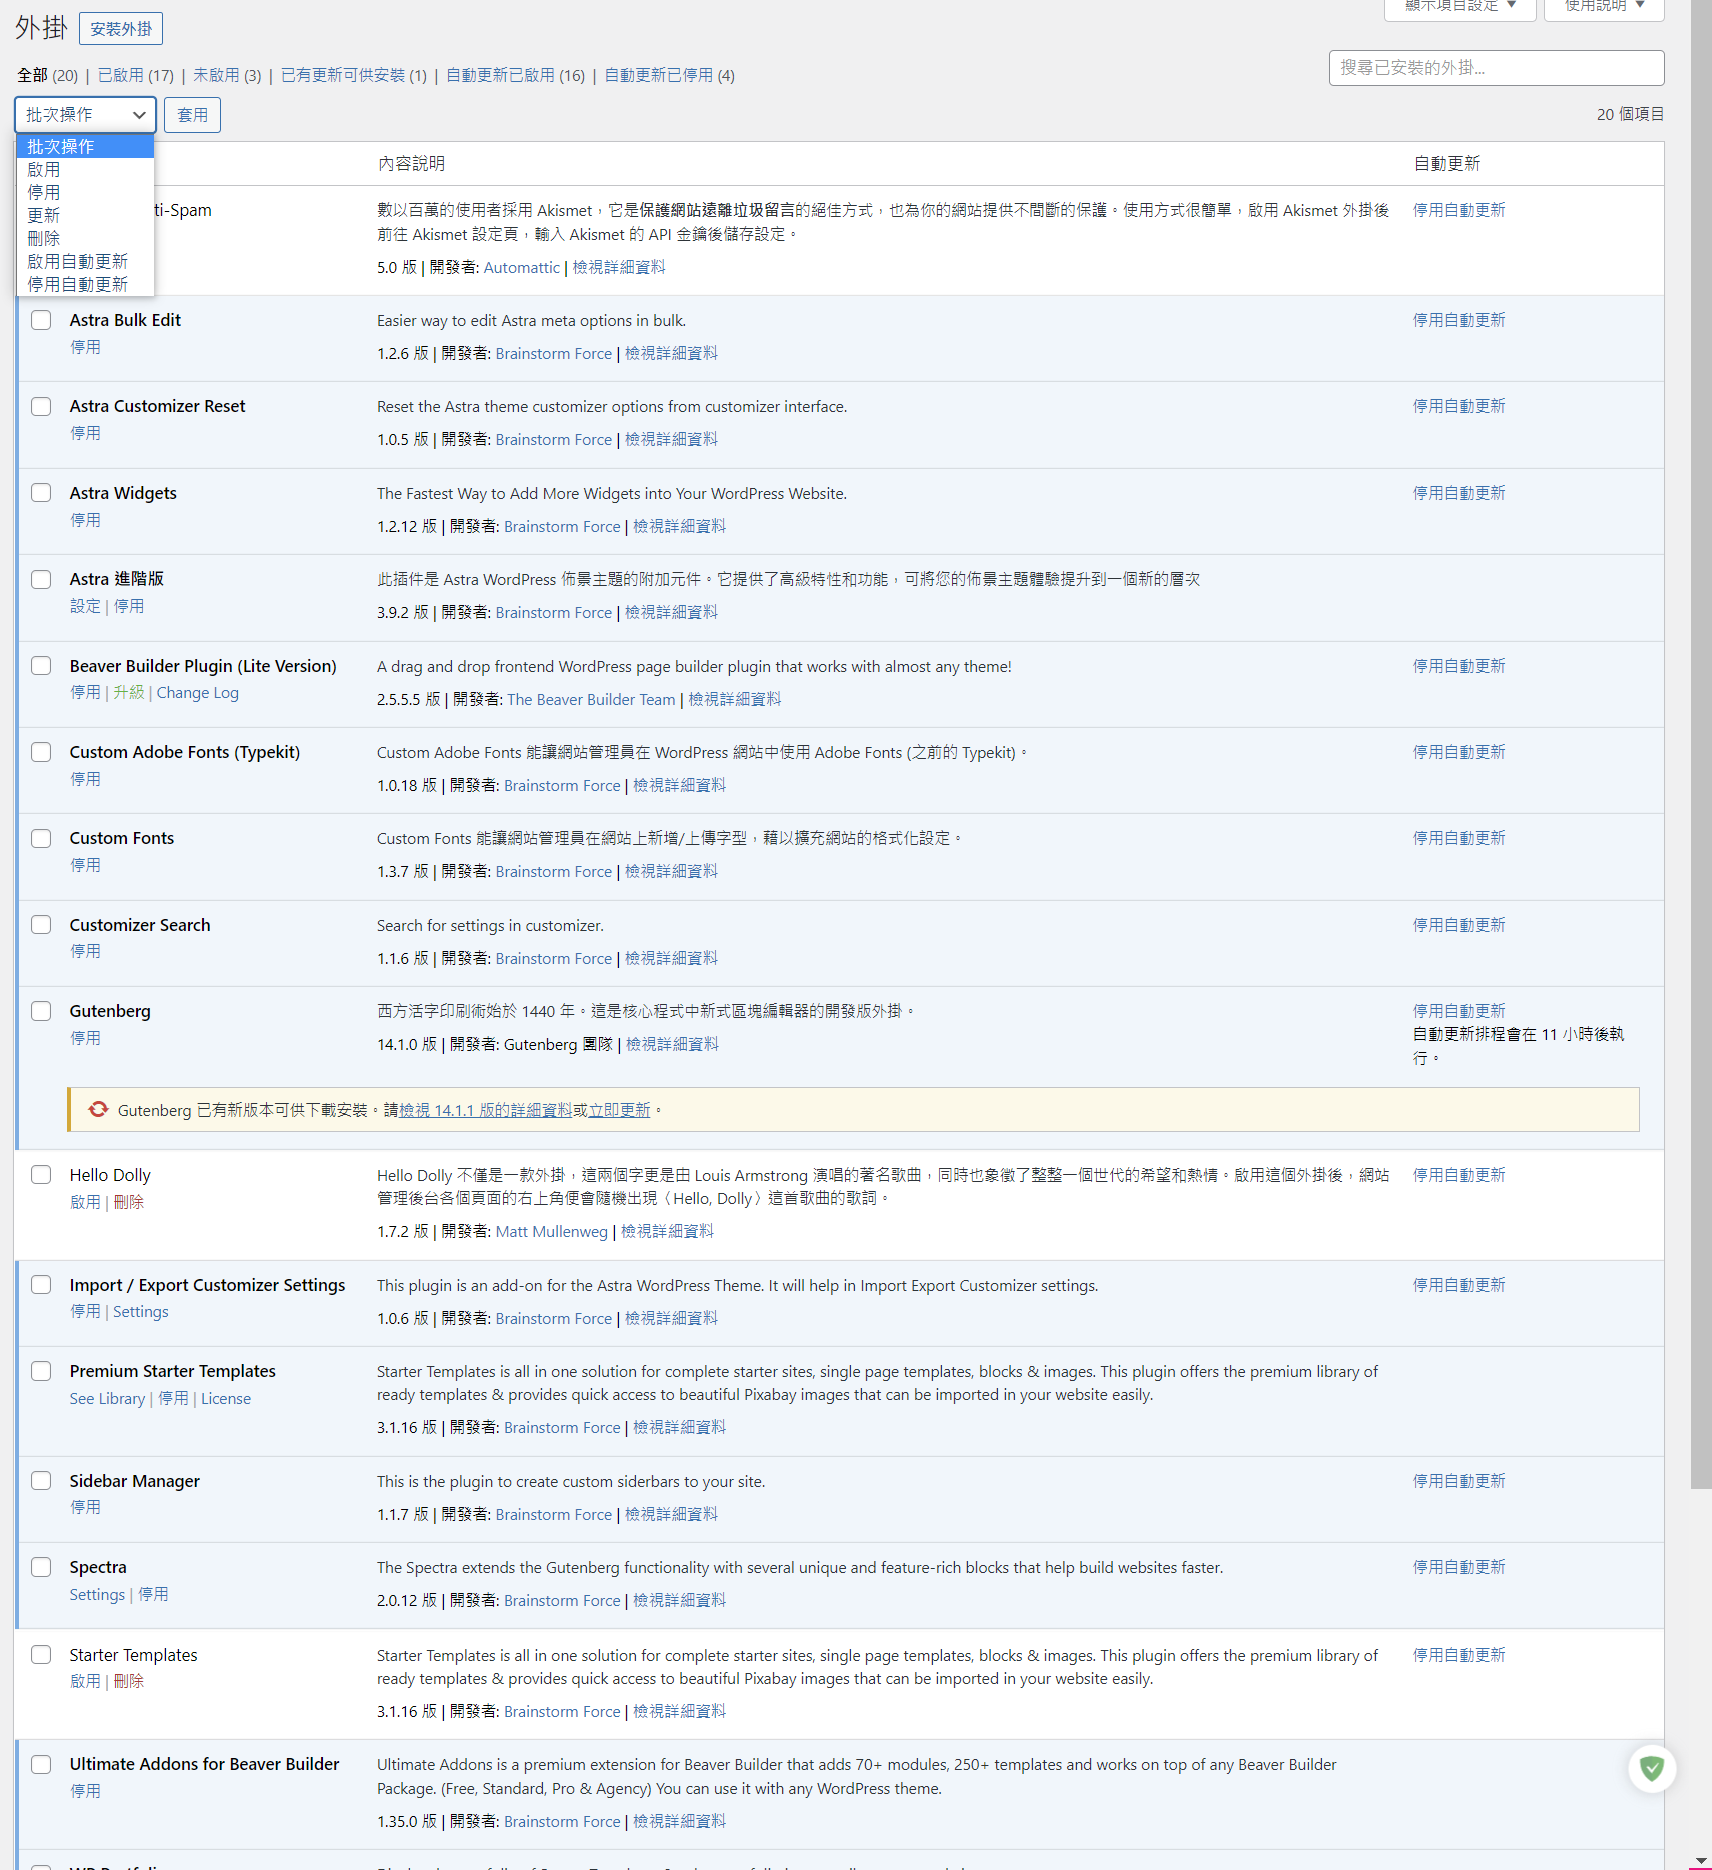 外掛 安裝外掛
顯示項目設定 ▼ 使用說明 ▼
全部 (20) | 已啟用 (17) | 未啟用 (3) | 已有更新可供安裝 (1) | 自動更新已啟用 (16) | 自動更新已停用 (4)
搜尋已安裝的外掛...
批次操作 套用
20 個項目
批次操作
啟用
停用
更新
刪除
啟用自動更新
停用自動更新
內容說明 自動更新
ti-Spam
數以百萬的使用者採用 Akismet，它是保護網站遠離垃圾留言的絕佳方式，也為你的網站提供不間斷的保護。使用方式很簡單，啟用 Akismet 外掛後
前往 Akismet 設定頁，輸入 Akismet 的 API 金鑰後儲存設定。
5.0 版 | 開發者: Automattic | 檢視詳細資料
停用自動更新
Astra Bulk Edit
停用
Easier way to edit Astra meta options in bulk.
1.2.6 版 | 開發者: Brainstorm Force | 檢視詳細資料
停用自動更新
Astra Customizer Reset
停用
Reset the Astra theme customizer options from customizer interface.
1.0.5 版 | 開發者: Brainstorm Force | 檢視詳細資料
停用自動更新
Astra Widgets
停用
The Fastest Way to Add More Widgets into Your WordPress Website.
1.2.12 版 | 開發者: Brainstorm Force | 檢視詳細資料
停用自動更新
Astra 進階版
設定 | 停用
此插件是 Astra WordPress 佈景主題的附加元件。它提供了高級特性和功能，可將您的佈景主題體驗提升到一個新的層次
3.9.2 版 | 開發者: Brainstorm Force | 檢視詳細資料
Beaver Builder Plugin (Lite Version)
停用 | 升級 | Change Log
A drag and drop frontend WordPress page builder plugin that works with almost any theme!
2.5.5.5 版 | 開發者: The Beaver Builder Team | 檢視詳細資料
停用自動更新
Custom Adobe Fonts (Typekit)
停用
Custom Adobe Fonts 能讓網站管理員在 WordPress 網站中使用 Adobe Fonts (之前的 Typekit)。
1.0.18 版 | 開發者: Brainstorm Force | 檢視詳細資料
停用自動更新
Custom Fonts
停用
Custom Fonts 能讓網站管理員在網站上新增/上傳字型，藉以擴充網站的格式化設定。
1.3.7 版 | 開發者: Brainstorm Force | 檢視詳細資料
停用自動更新
Customizer Search
停用
Search for settings in customizer.
1.1.6 版 | 開發者: Brainstorm Force | 檢視詳細資料
停用自動更新
Gutenberg
停用
西方活字印刷術始於 1440 年。這是核心程式中新式區塊編輯器的開發版外掛。
14.1.0 版 | 開發者: Gutenberg 團隊 | 檢視詳細資料
停用自動更新
自動更新排程會在 11 小時後執
行。
Gutenberg 已有新版本可供下載安裝。請檢視 14.1.1 版的詳細資料或立即更新。
Hello Dolly
啟用 | 刪除
Hello Dolly 不僅是一款外掛，這兩個字更是由 Louis Armstrong 演唱的著名歌曲，同時也象徵了整整一個世代的希望和熱情。啟用這個外掛後，網站
管理後台各個頁面的右上角便會隨機出現〈Hello, Dolly〉這首歌曲的歌詞。
1.7.2 版 | 開發者: Matt Mullenweg | 檢視詳細資料
停用自動更新
Import / Export Customizer Settings
停用 | Settings
This plugin is an add-on for the Astra WordPress Theme. It will help in Import Export Customizer settings.
1.0.6 版 | 開發者: Brainstorm Force | 檢視詳細資料
停用自動更新
Premium Starter Templates
See Library | 停用 | License
Starter Templates is all in one solution for complete starter sites, single page templates, blocks & images. This plugin offers the premium library of
ready templates & provides quick access to beautiful Pixabay images that can be imported in your website easily.
3.1.16 版 | 開發者: Brainstorm Force | 檢視詳細資料
Sidebar Manager
停用
This is the plugin to create custom siderbars to your site.
1.1.7 版 | 開發者: Brainstorm Force | 檢視詳細資料
停用自動更新
Spectra
Settings | 停用
The Spectra extends the Gutenberg functionality with several unique and feature-rich blocks that help build websites faster.
2.0.12 版 | 開發者: Brainstorm Force | 檢視詳細資料
停用自動更新
Starter Templates
啟用 | 刪除
Starter Templates is all in one solution for complete starter sites, single page templates, blocks & images. This plugin offers the premium library of
ready templates & provides quick access to beautiful Pixabay images that can be imported in your website easily.
3.1.16 版 | 開發者: Brainstorm Force | 檢視詳細資料
停用自動更新
Ultimate Addons for Beaver Builder
停用
Ultimate Addons is a premium extension for Beaver Builder that adds 70+ modules, 250+ templates and works on top of any Beaver Builder
Package. (Free, Standard, Pro & Agency) You can use it with any WordPress theme.
1.35.0 版 | 開發者: Brainstorm Force | 檢視詳細資料